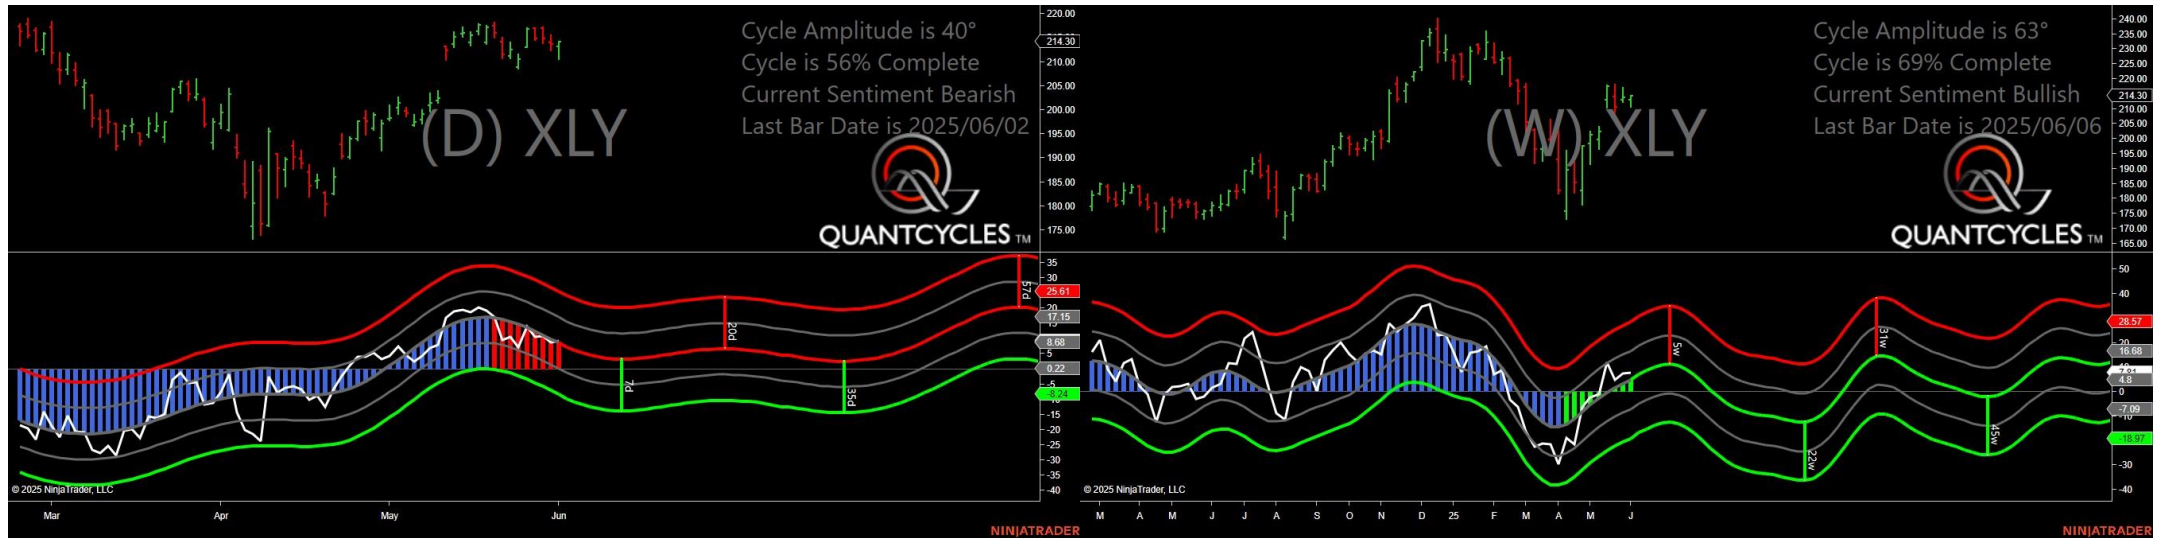 Cycle Amplitude is 40°
Cycle is 56% Complete
Current Sentiment Bearish
Last Bar Date is 2025/06/02
(D) XLY
QUANTCYCLES TM
220.00
214.30
210.00
205.00
200.00
195.00
190.00
185.00
180.00
175.00
35
30
25.61
20
17.15
15
8.68
5
0.22
-5
-8.24
-15
-20
-25
-30
-35
-40
7d
20d
35d
57d
© 2025 NinjaTrader, LLC
Mar Apr May Jun
NINJATRADER
Cycle Amplitude is 63°
Cycle is 69% Complete
Current Sentiment Bullish
Last Bar Date is 2025/06/06
(W) XLY
QUANTCYCLES TM
240.00
235.00
230.00
225.00
220.00
214.30
210.00
205.00
200.00
195.00
190.00
185.00
180.00
175.00
170.00
165.00
50
40
28.57
20
16.68
7.81
4.8
0
-7.09
-10
-18.97
-30
-40
5w
22w
31w
45w
© 2025 NinjaTrader, LLC
M A M J J A S O N D 25 F M A M J
NINJATRADER